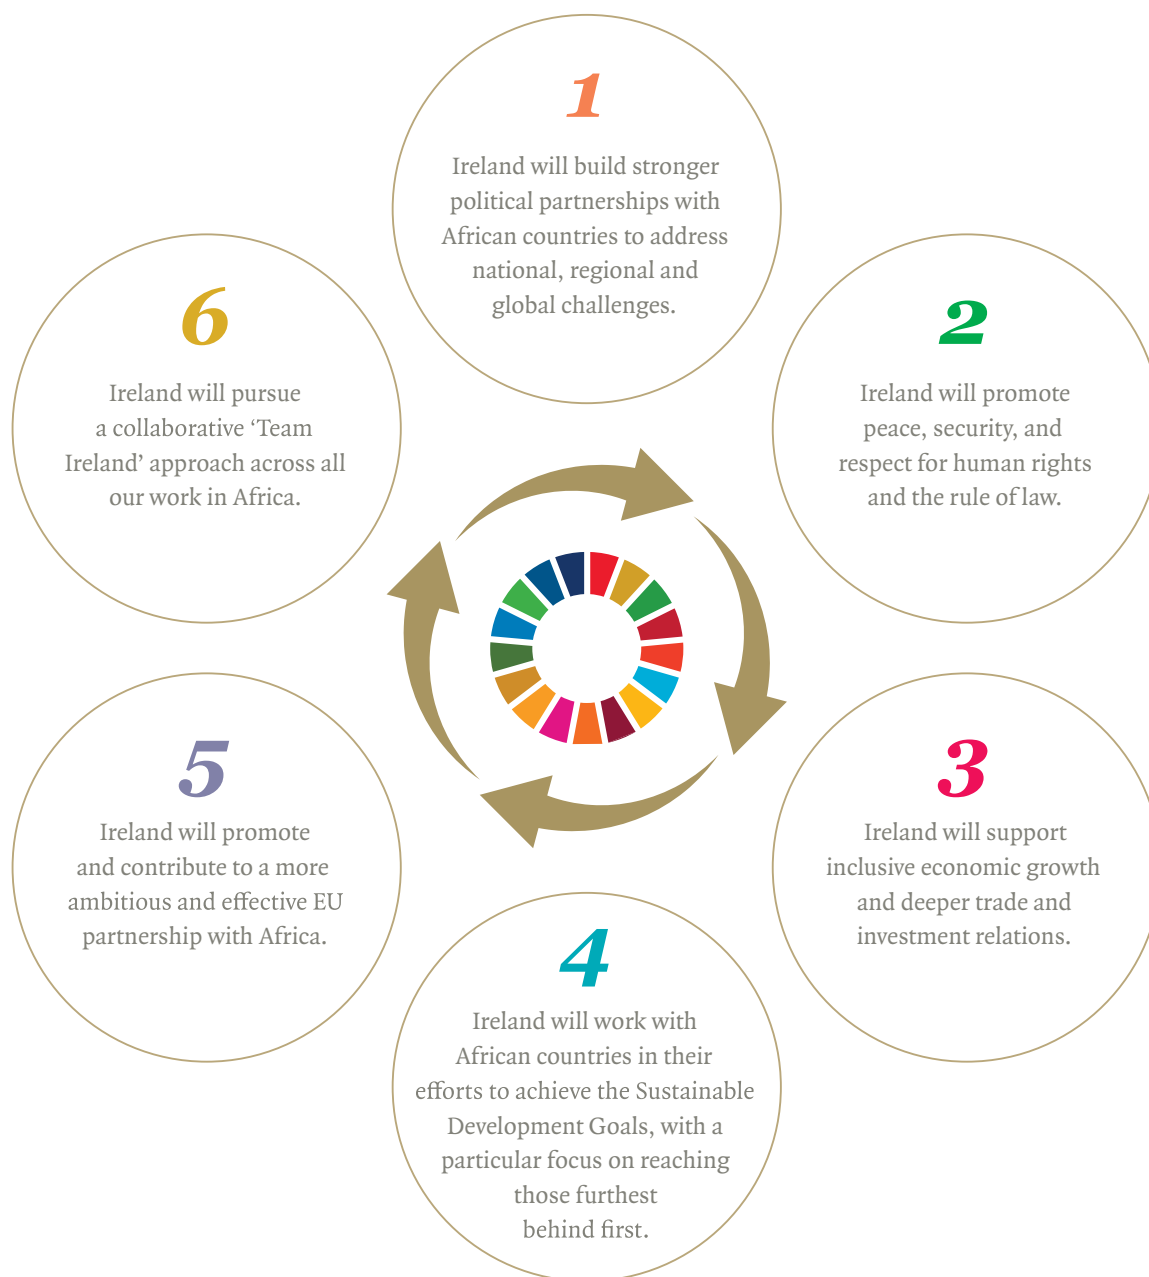 1
Ireland will build stronger
political partnerships with
African countries to address
national, regional and
global challenges.
2
Ireland will promote
peace, security, and
respect for human rights
and the rule of law.
3
Ireland will support
inclusive economic growth
and deeper trade and
investment relations.
4
Ireland will work with
African countries in their
efforts to achieve the Sustainable
Development Goals, with a
particular focus on reaching
those furthest
behind first.
5
Ireland will promote
and contribute to a more
ambitious and effective EU
partnership with Africa.
6
Ireland will pursue
a collaborative ‘Team
Ireland’ approach across all
our work in Africa.